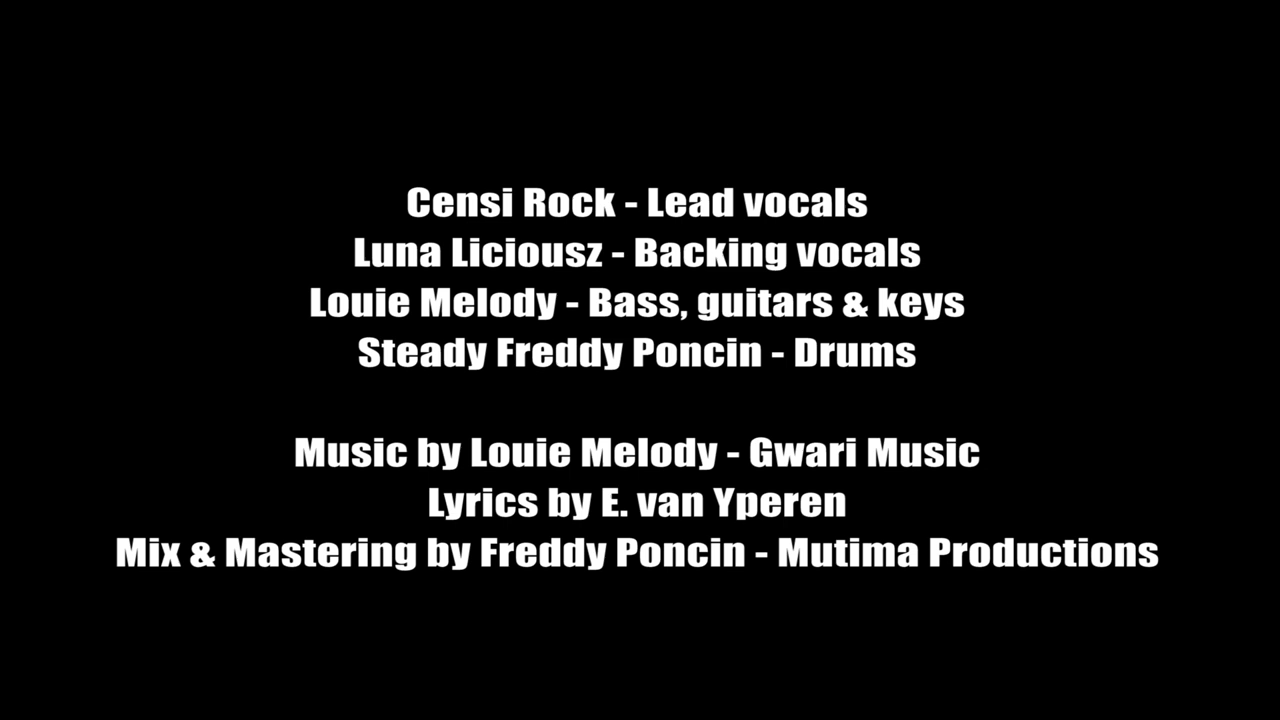 Censi Rock - Lead vocals
Luna Liciousz - Backing vocals
Louie Melody - Bass, guitars & keys
Steady Freddy Poncin - Drums
Music by Louie Melody - Gwari Music
Lyrics by E. van Yperen
Mix & Mastering by Freddy Poncin - Mutima Productions